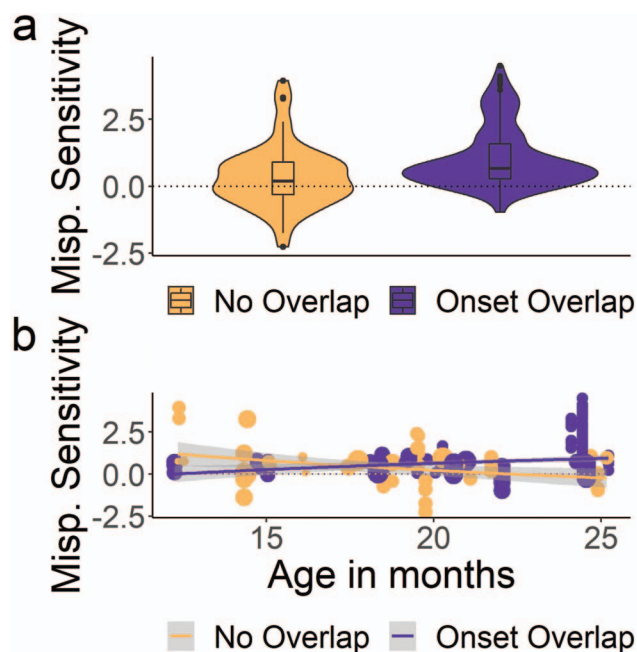 a
Misp. Sensitivity
2.5
0.0
-2.5
No Overlap Onset Overlap
b
Misp. Sensitivity
2.5
0.0
-2.5
15 20 25
Age in months
No Overlap Onset Overlap